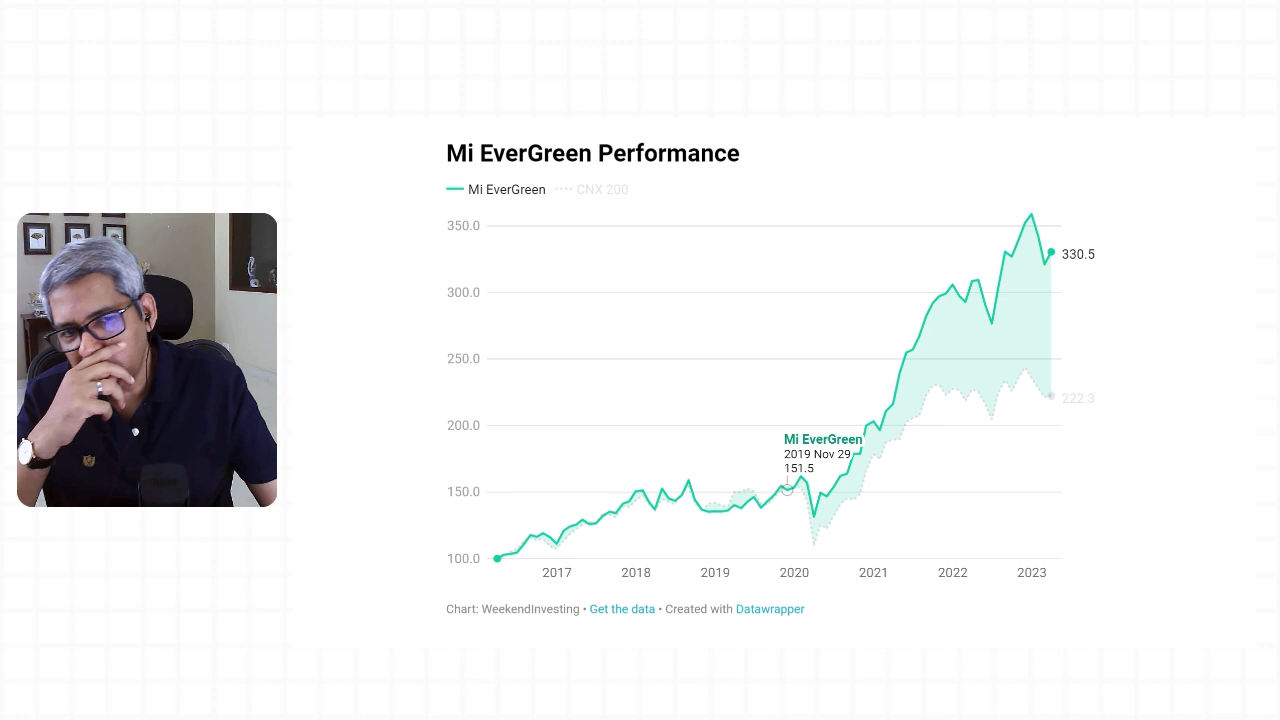 Mi EverGreen Performance
Mi EverGreen CNX 200
350.0
300.0
250.0
200.0
150.0
100.0
330.5
222.3
Mi EverGreen
2019 Nov 29
151.5
2017 2018 2019 2020 2021 2022 2023
Chart: WeekendInvesting • Get the data • Created with Datawrapper